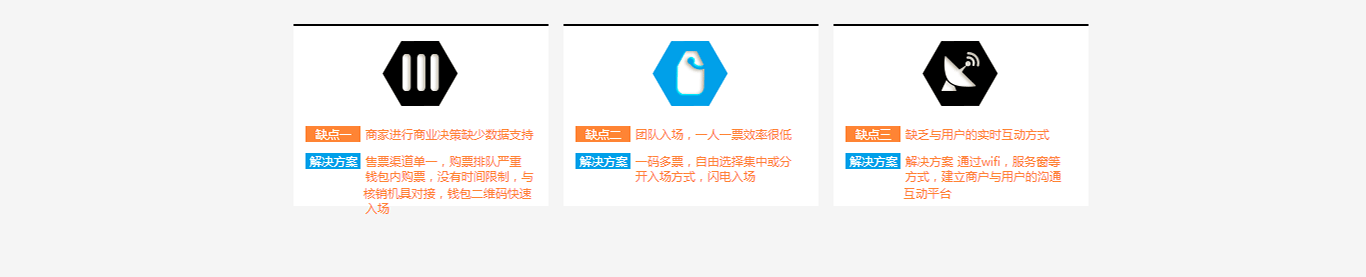 缺点一 商家进行商业决策缺少数据支持
解决方案 售票渠道单一，购票排队严重
钱包内购票，没有时间限制，与
核销机具对接，钱包二维码快速
入场
缺点二 团队入场，一人一票效率很低
解决方案 一码多票，自由选择集中或分
开入场方式，闪电入场
缺点三 缺乏与用户的实时互动方式
解决方案 解决方案 通过wifi，服务窗等
方式，建立商户与用户的沟通
互动平台